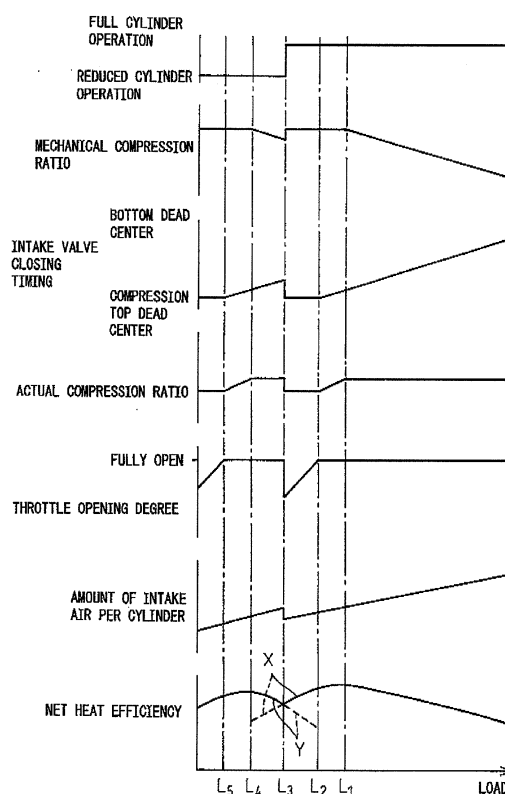 FULL CYLINDER
OPERATION
REDUCED CYLINDER
OPERATION
MECHANICAL COMPRESSION
RATIO
BOTTOM DEAD
CENTER
INTAKE VALVE
CLOSING
TIMING
COMPRESSION
TOP DEAD
CENTER
ACTUAL COMPRESSION RATIO
FULLY OPEN
THROTTLE OPENING DEGREE
AMOUNT OF INTAKE
AIR PER CYLINDER
X
NET HEAT EFFICIENCY
Y
L5 L4 L3 L2 L1 LOAD